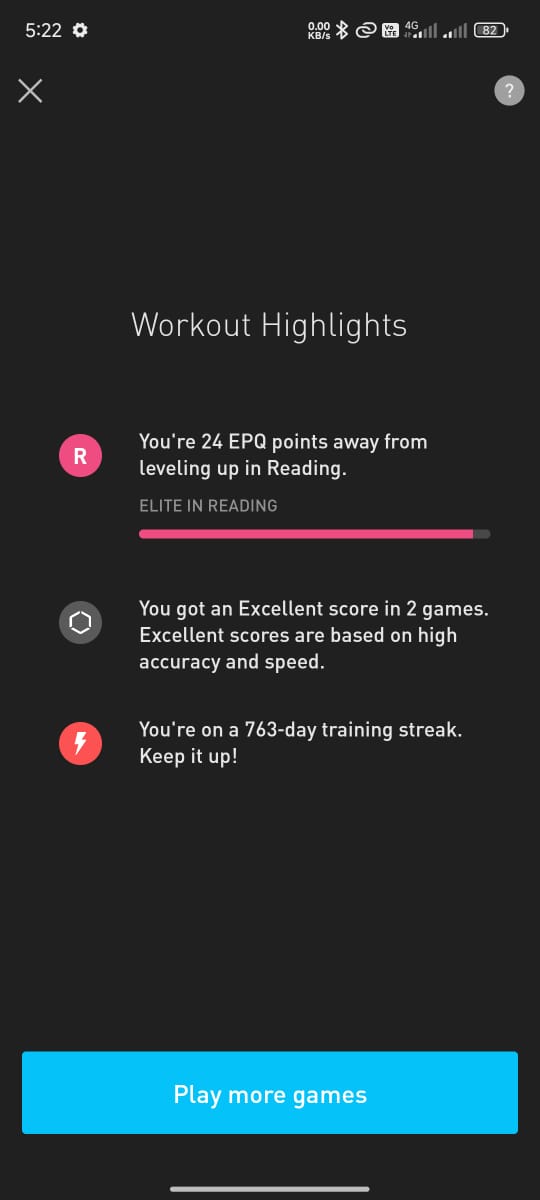 5:22
0.00
KB/s
Vo
LTE
4G
82
?
Workout Highlights
R
You're 24 EPQ points away from
leveling up in Reading.
ELITE IN READING
You got an Excellent score in 2 games.
Excellent scores are based on high
accuracy and speed.
You're on a 763-day training streak.
Keep it up!
Play more games